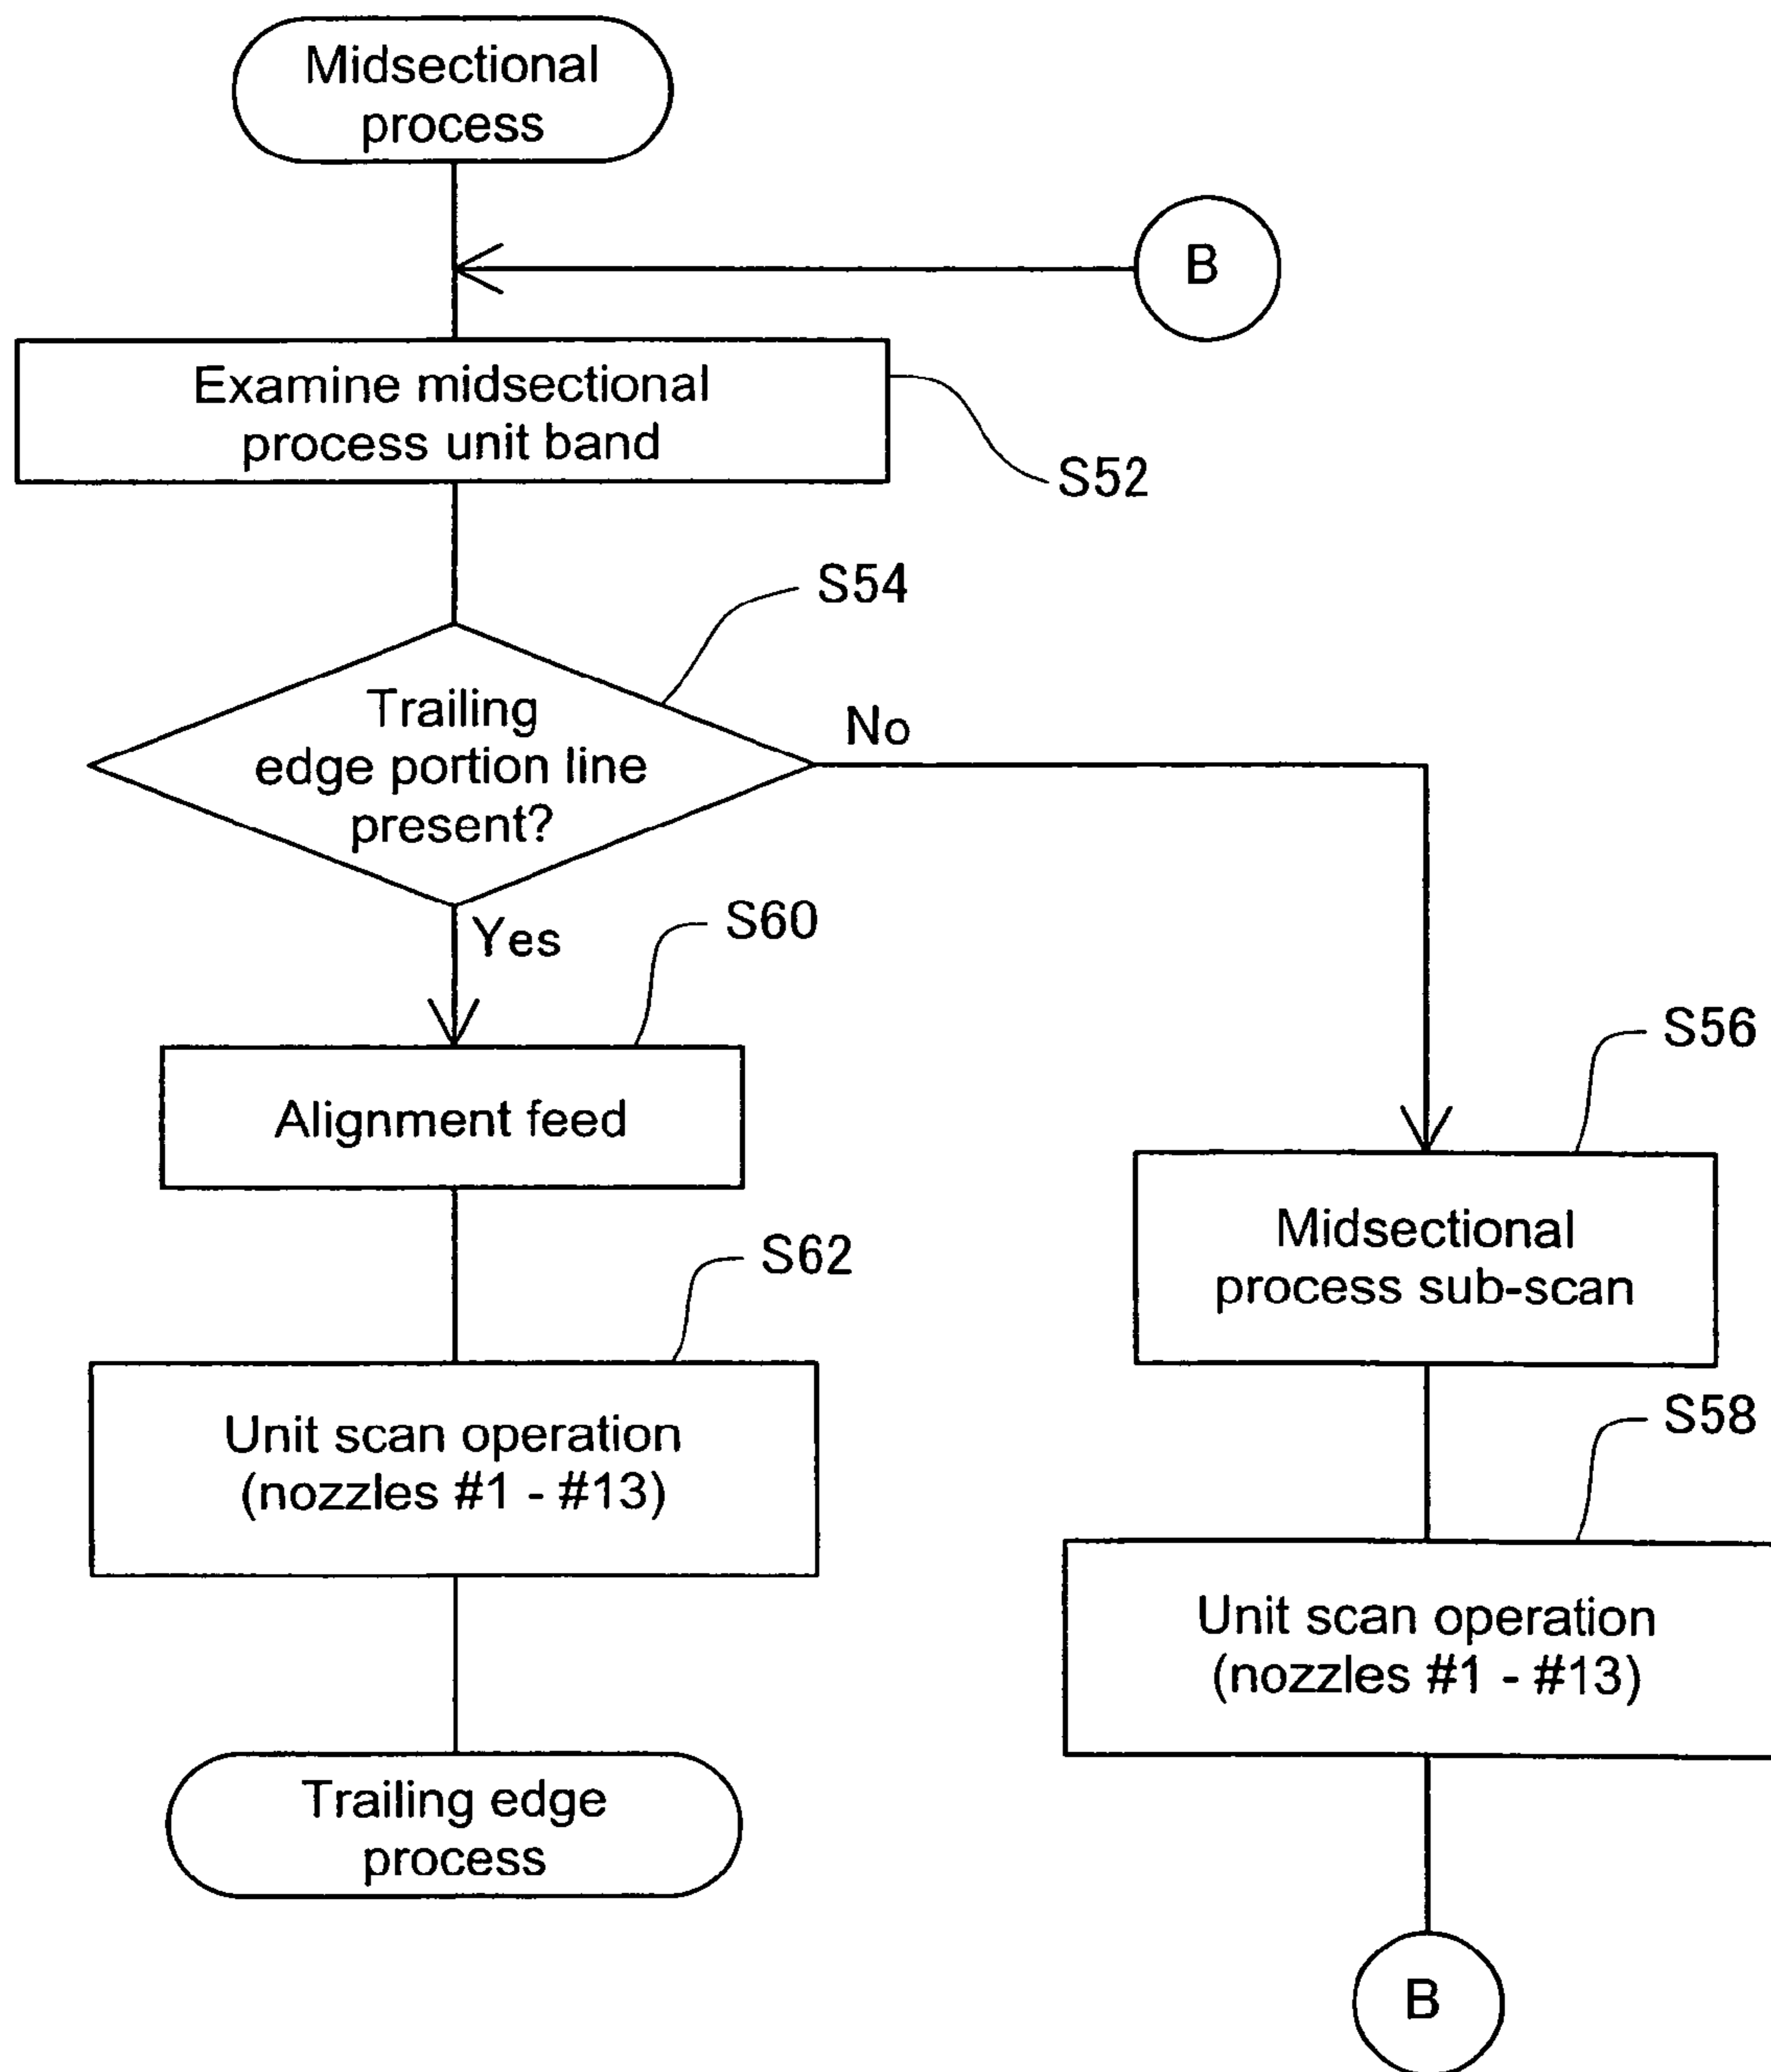 Midsectional
process
B
Examine midsectional
process unit band
S52
S54
Trailing
edge portion line
present?
No
Yes
S60
Alignment feed
S56
Midsectional
process sub-scan
S62
Unit scan operation
(nozzles #1 - #13)
S58
Unit scan operation
(nozzles #1 - #13)
Trailing edge
process
B